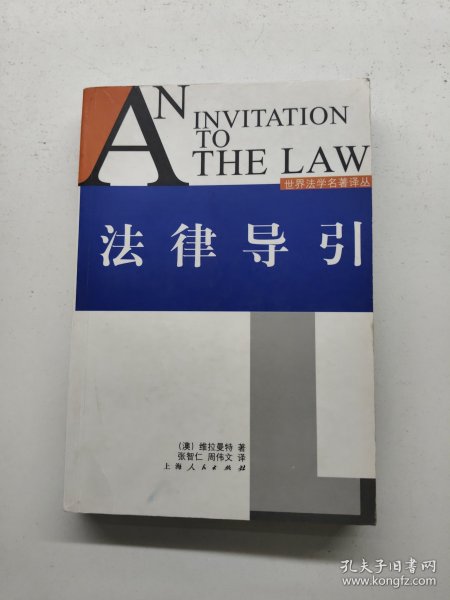 AN
INVITATION
TO
THE LAW
世界法学名著译丛
法律导引
(澳) 维拉曼特 著
张智仁 周伟文 译
上海人民出版社
孔夫子旧书网
www.kongfz.com